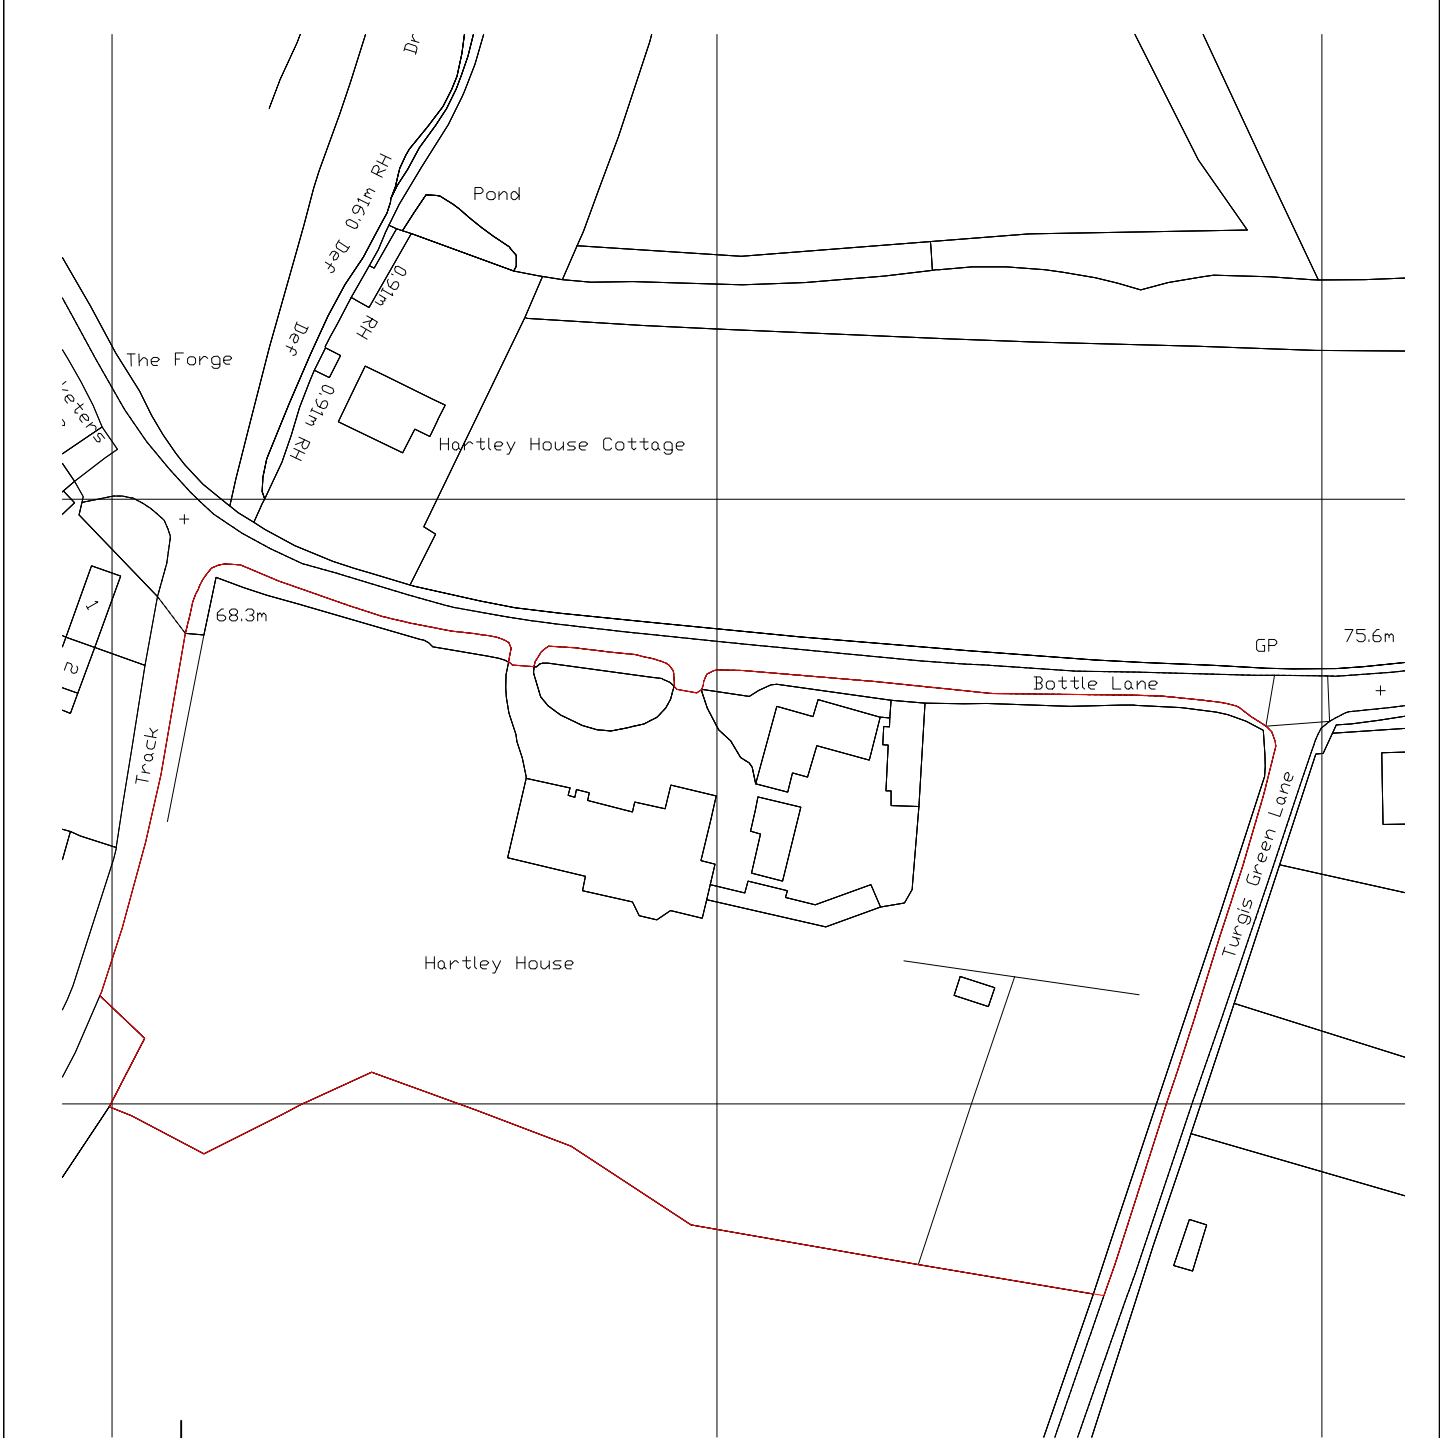 Dr
0.91m RH
Def
Pond
0.91m RH
Def
The Forge
0.91m RH
Hartley House Cottage
1
68.3m
2
GP
75.6m
Bottle Lane
Track
Turgis Green Lane
Hartley House